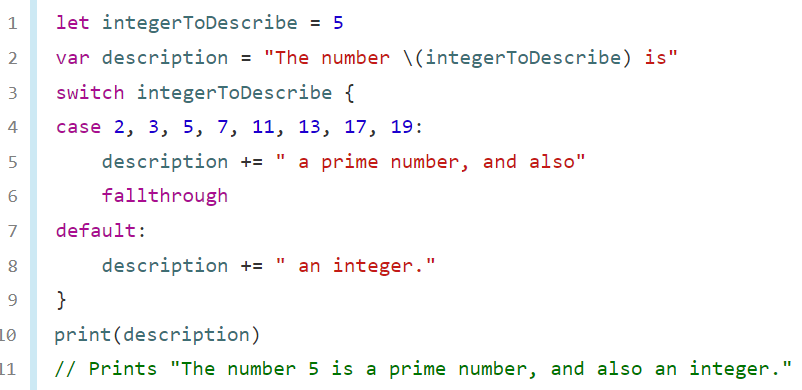 1 let integerToDescribe = 5
2 var description = "The number \(integerToDescribe) is"
3 switch integerToDescribe {
4 case 2, 3, 5, 7, 11, 13, 17, 19:
5     description += " a prime number, and also"
6     fallthrough
7 default:
8     description += " an integer."
9 }
10 print(description)
11 // Prints "The number 5 is a prime number, and also an integer."